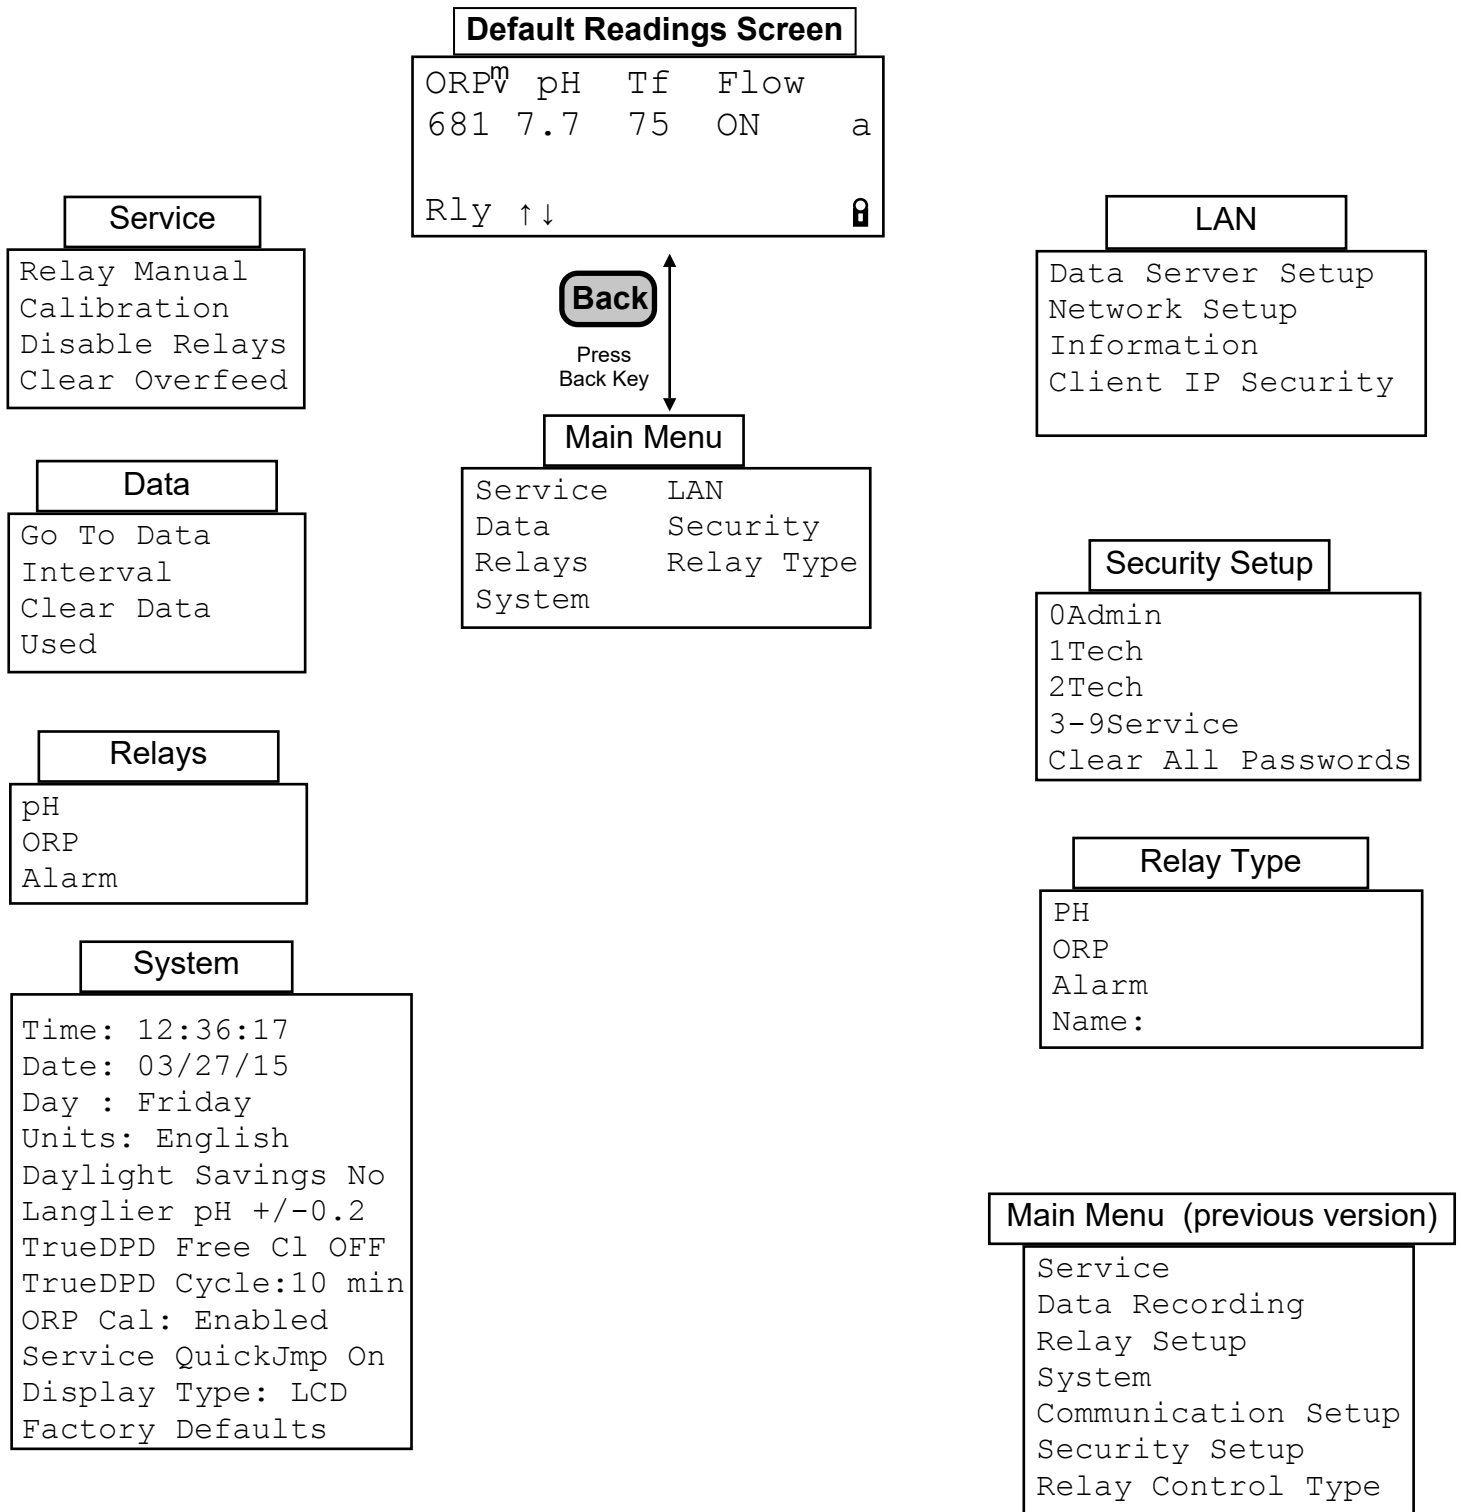 Default Readings Screen
ORPmV pH Tf Flow
681 7.7 75 ON a
Rly ↑↓
Back
Press
Back Key
Main Menu
Service LAN
Data Security
Relays Relay Type
System
Service
Relay Manual
Calibration
Disable Relays
Clear Overfeed
Data
Go To Data
Interval
Clear Data
Used
Relays
pH
ORP
Alarm
System
Time: 12:36:17
Date: 03/27/15
Day : Friday
Units: English
Daylight Savings No
Langlier pH +/-0.2
TrueDPD Free Cl OFF
TrueDPD Cycle:10 min
ORP Cal: Enabled
Service QuickJmp On
Display Type: LCD
Factory Defaults
LAN
Data Server Setup
Network Setup
Information
Client IP Security
Security Setup
0Admin
1Tech
2Tech
3-9Service
Clear All Passwords
Relay Type
PH
ORP
Alarm
Name:
Main Menu (previous version)
Service
Data Recording
Relay Setup
System
Communication Setup
Security Setup
Relay Control Type